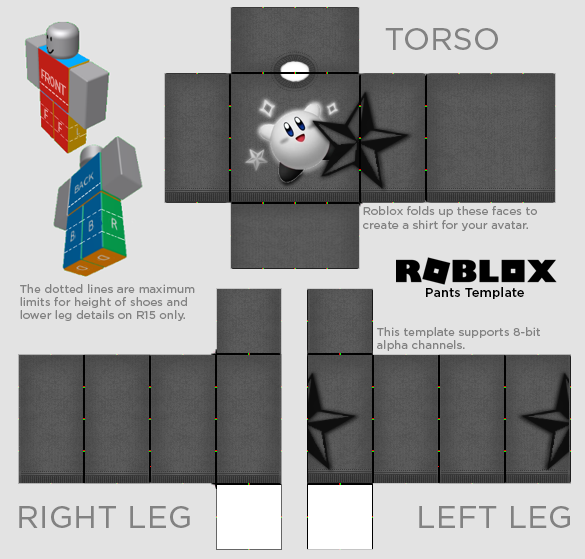 TORSO
FRONT
F F L
BACK
B B R
Roblox folds up these faces to
create a shirt for your avatar.
ROBLOX
Pants Template
The dotted lines are maximum
limits for height of shoes and
lower leg details on R15 only.
This template supports 8-bit
alpha channels.
RIGHT LEG
LEFT LEG